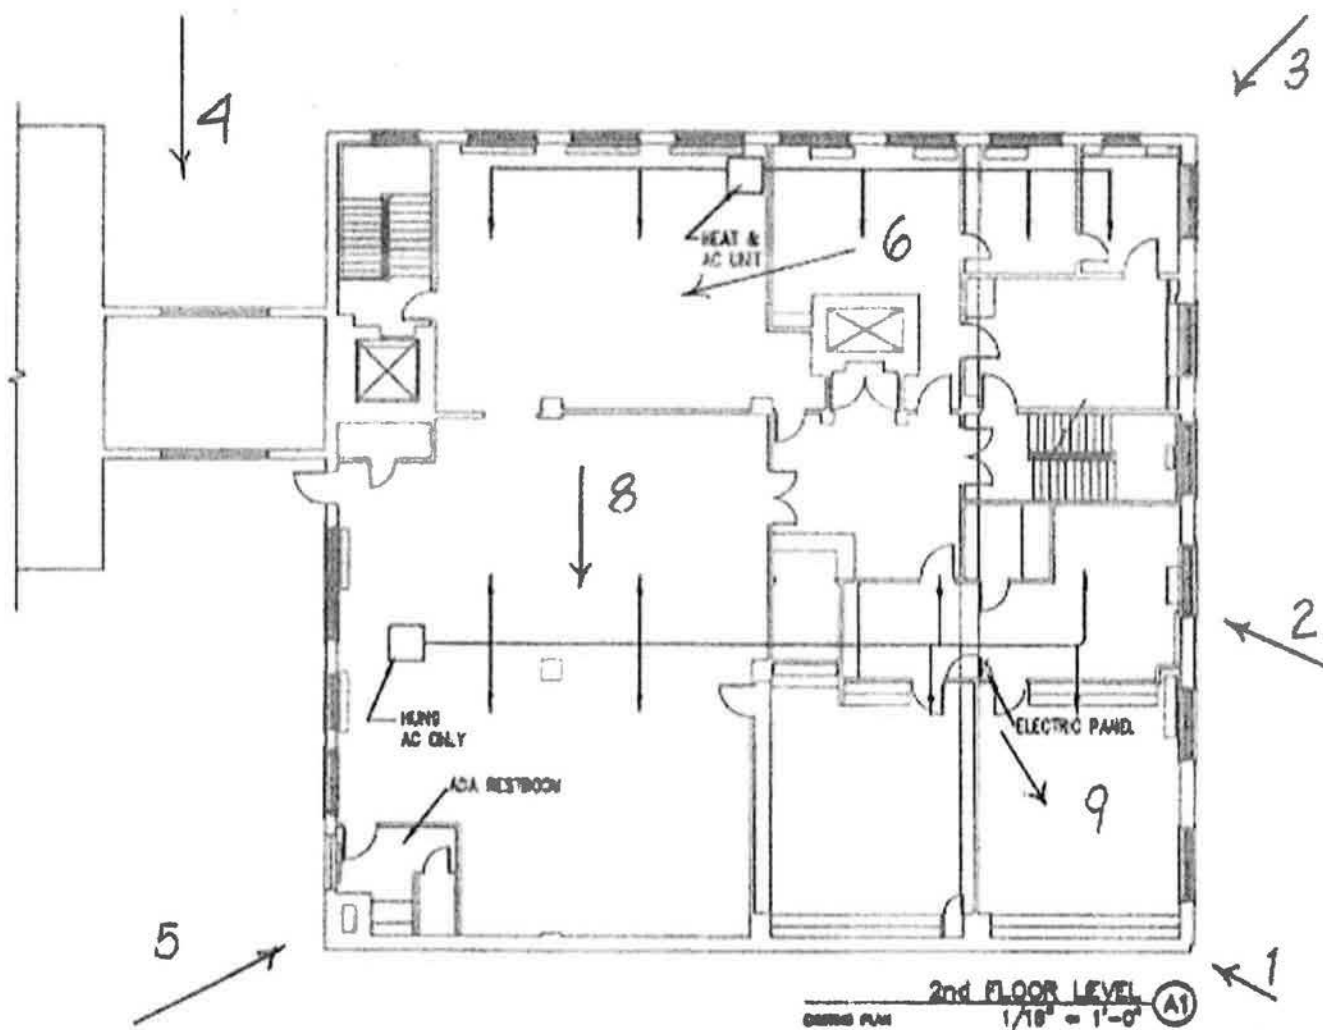 3
4
HEAT &
AC UNIT
6
8
2
HUNG
AC ONLY
ELECTRIC PANEL
ADA RESTROOM
9
5
1
2nd FLOOR LEVEL
A1
1/16" = 1'-0"